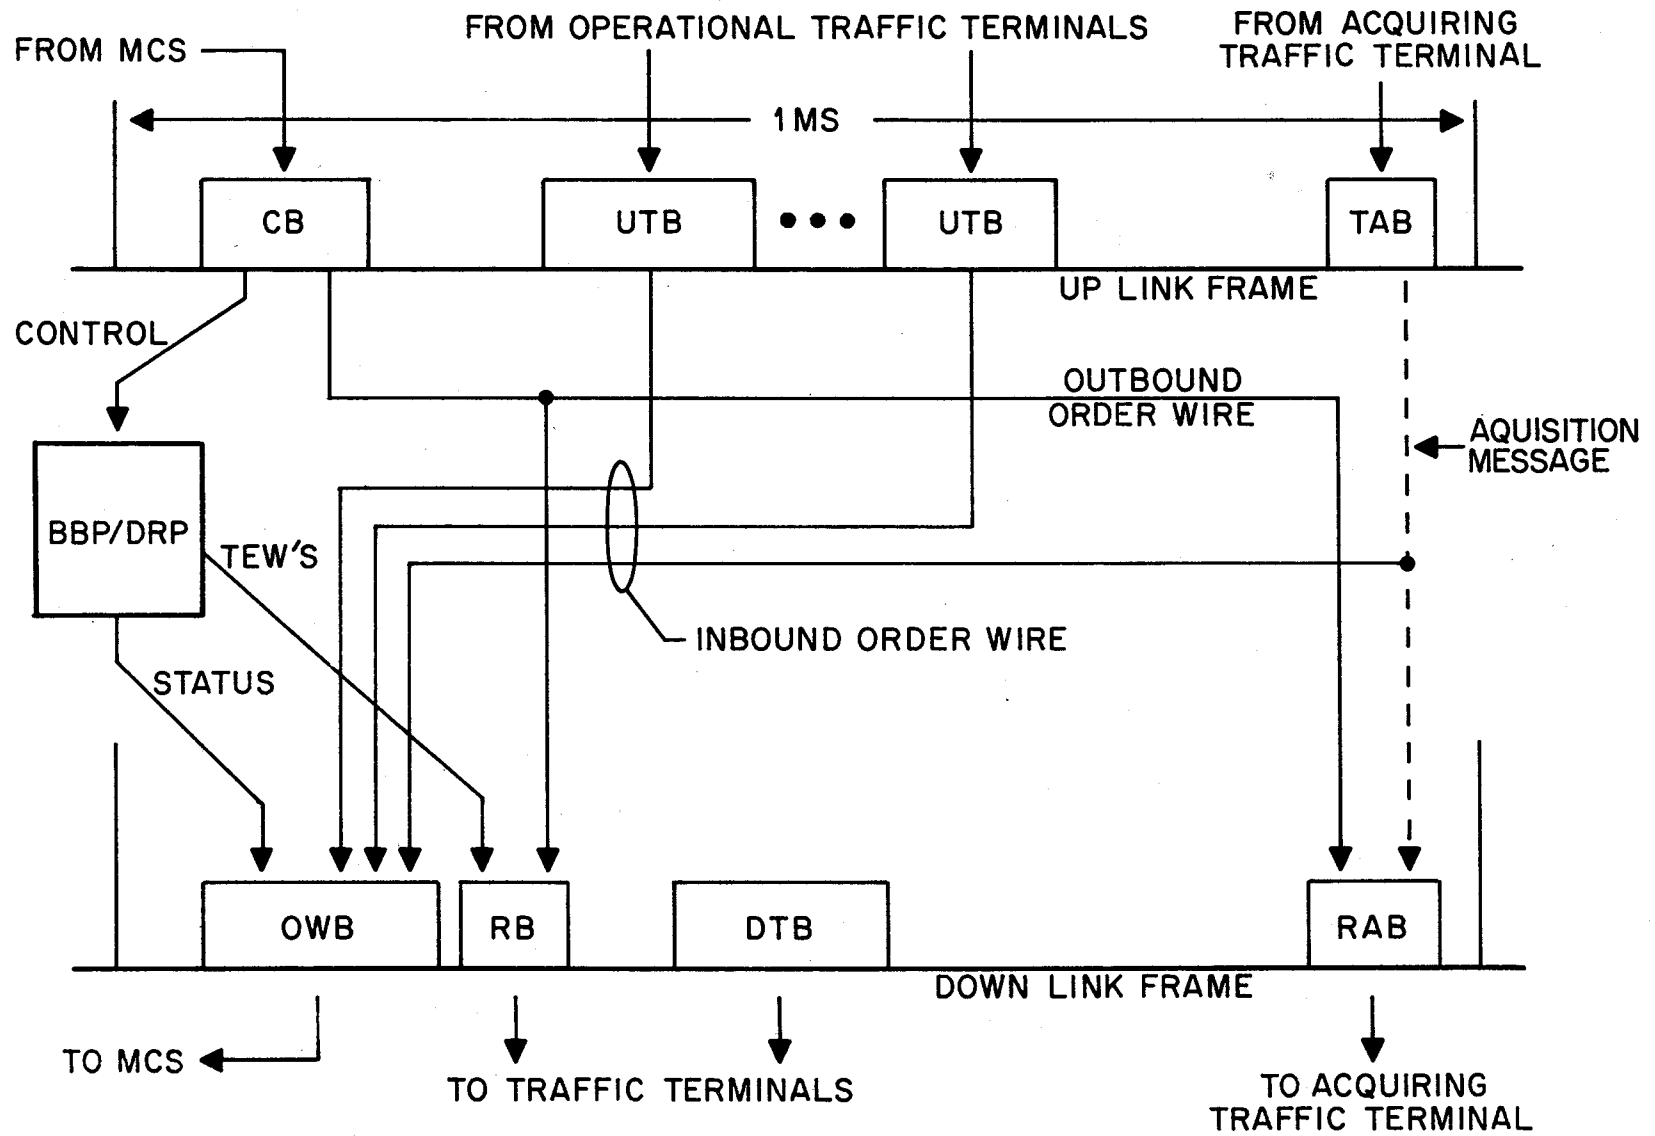 FROM MCS
FROM OPERATIONAL TRAFFIC TERMINALS
FROM ACQUIRING
TRAFFIC TERMINAL
1 MS
CB
UTB
UTB
TAB
UP LINK FRAME
CONTROL
OUTBOUND
ORDER WIRE
AQUISITION
MESSAGE
BBP/DRP
TEW'S
INBOUND ORDER WIRE
STATUS
OWB
RB
DTB
RAB
DOWN LINK FRAME
TO MCS
TO TRAFFIC TERMINALS
TO ACQUIRING
TRAFFIC TERMINAL